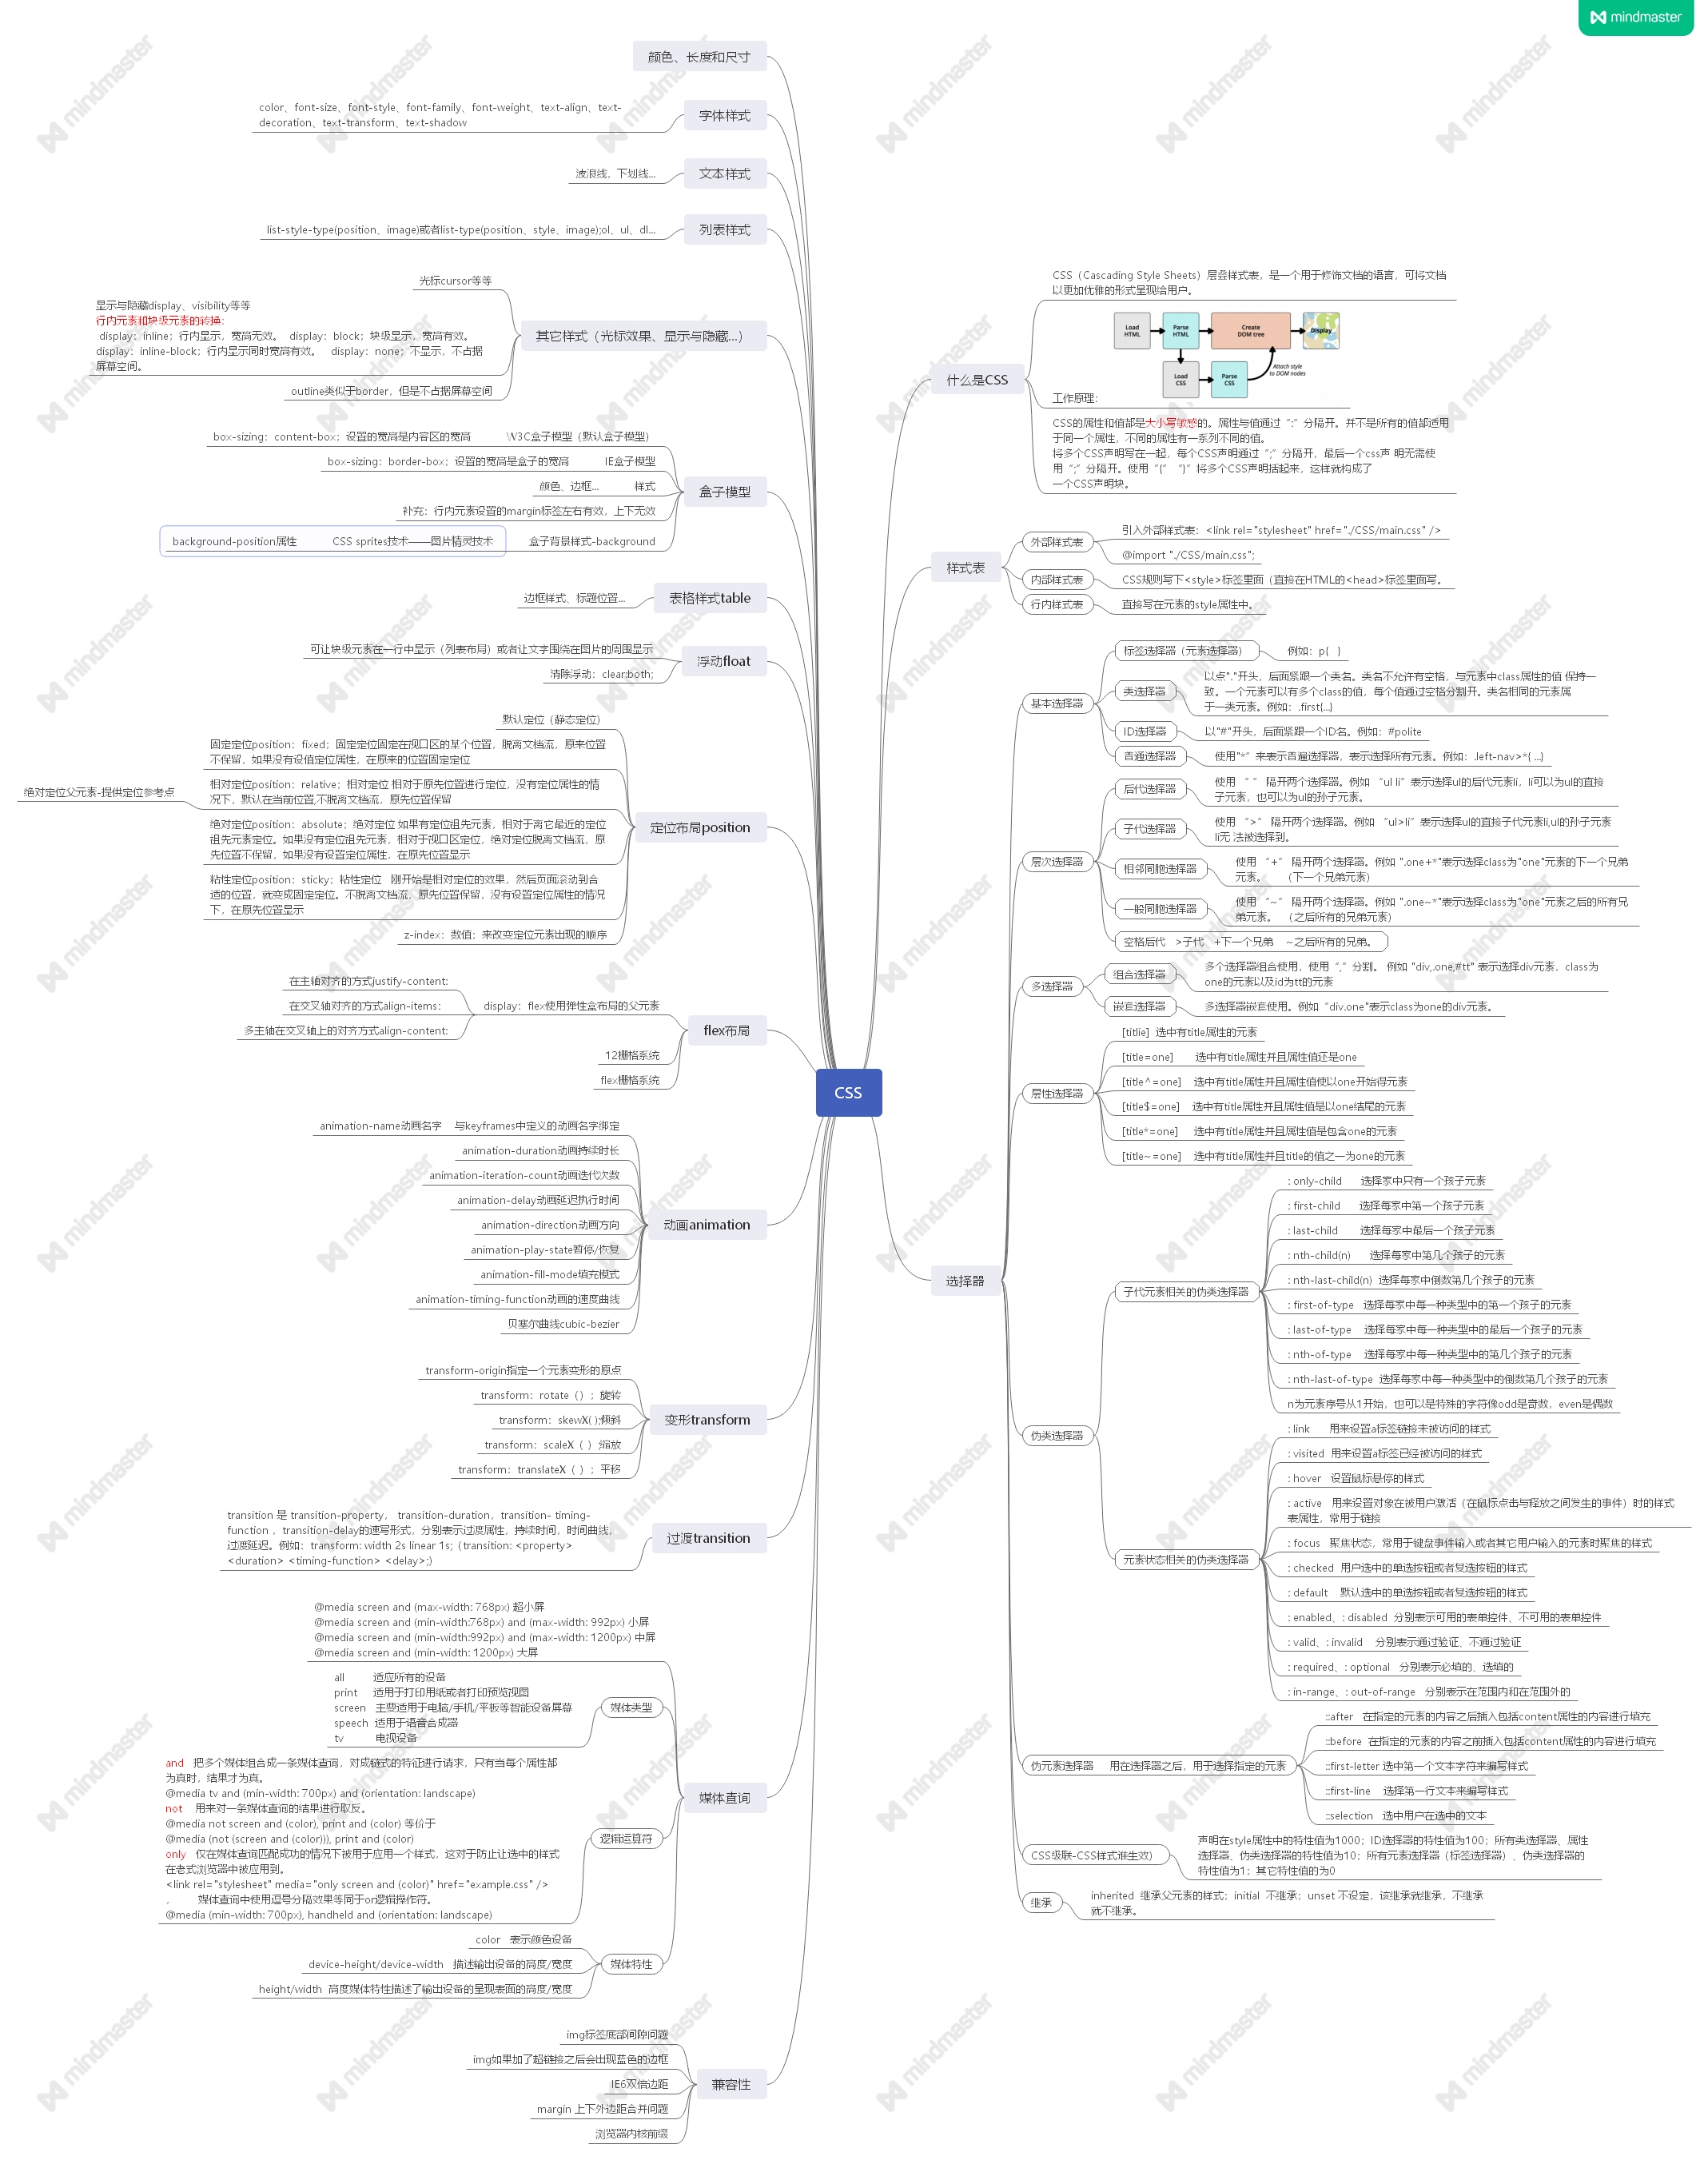 mindmaster
颜色、长度和尺寸
color、font-size、font-style、font-family、font-weight、text-align、text-
decoration、text-transform、text-shadow
字体样式
波浪线，下划线...
文本样式
list-style-type(position、image)或者list-type(position、style、image);ol、ul、dl...
列表样式
光标cursor等等
显示与隐藏display、visibility等等
行内元素和块级元素的转换：
display：inline；行内显示，宽高无效。 display：block；块级显示，宽高有效。
display：inline-block；行内显示同时宽高有效。 display：none；不显示，不占据
屏幕空间。
outline类似于border，但是不占据屏幕空间
其它样式（光标效果、显示与隐藏...）
box-sizing：content-box；设置的宽高是内容区的宽高 W3C盒子模型（默认盒子模型）
box-sizing：border-box；设置的宽高是盒子的宽高 IE盒子模型
颜色、边框... 样式
补充：行内元素设置的margin标签左右有效，上下无效
background-position属性 CSS sprites技术——图片精灵技术 盒子背景样式-background
盒子模型
边框样式、标题位置...
表格样式table
可让块级元素在一行中显示（列表布局）或者让文字围绕在图片的周围显示
清除浮动：clear:both;
浮动float
默认定位（静态定位）
固定定位position：fixed；固定定位固定在视口区的某个位置，脱离文档流，原来位置
不保留，如果没有设值定位属性，在原来的位置固定定位
绝对定位父元素-提供定位参考点
相对定位position：relative；相对定位 相对于原先位置进行定位，没有定位属性的情
况下，默认在当前位置,不脱离文档流，原先位置保留
绝对定位position：absolute；绝对定位 如果有定位祖先元素，相对于离它最近的定位
祖先元素定位。如果没有定位祖先元素，相对于视口区定位，绝对定位脱离文档流，原
先位置不保留，如果没有设置定位属性，在原先位置显示
粘性定位position：sticky；粘性定位 刚开始是相对定位的效果，然后页面滚动到合
适的位置，就变成固定定位。不脱离文档流，原先位置保留，没有设置定位属性的情况
下，在原先位置显示
z-index：数值；来改变定位元素出现的顺序
定位布局position
在主轴对齐的方式justify-content:
在交叉轴对齐的方式align-items：
多主轴在交叉轴上的对齐方式align-content:
display：flex使用弹性盒布局的父元素
12栅格系统
flex栅格系统
flex布局
animation-name动画名字 与keyframes中定义的动画名字绑定
animation-duration动画持续时长
animation-iteration-count动画迭代次数
animation-delay动画延迟执行时间
animation-direction动画方向
animation-play-state暂停/恢复
animation-fill-mode填充模式
animation-timing-function动画的速度曲线
贝塞尔曲线cubic-bezier
动画animation
transform-origin指定一个元素变形的原点
transform：rotate（）；旋转
transform：skewX( );倾斜
transform：scaleX（ ）;缩放
transform：translateX（ ）；平移
变形transform
transition 是 transition-property， transition-duration，transition- timing-
function ，transition-delay的速写形式，分别表示过渡属性，持续时间，时间曲线，
过渡延迟。例如：transform: width 2s linear 1s;（transition: <property>
<duration> <timing-function> <delay>;）
过渡transition
@media screen and (max-width: 768px) 超小屏
@media screen and (min-width:768px) and (max-width: 992px) 小屏
@media screen and (min-width:992px) and (max-width: 1200px) 中屏
@media screen and (min-width: 1200px) 大屏
all 适应所有的设备
print 适用于打印用纸或者打印预览视图
screen 主要适用于电脑/手机/平板等智能设备屏幕
speech 适用于语音合成器
tv 电视设备
媒体类型
and 把多个媒体组合成一条媒体查询，对成链式的特征进行请求，只有当每个属性都
为真时，结果才为真。
@media tv and (min-width: 700px) and (orientation: landscape)
not 用来对一条媒体查询的结果进行取反。
@media not screen and (color), print and (color) 等价于
@media (not (screen and (color))), print and (color)
only 仅在媒体查询匹配成功的情况下被用于应用一个样式，这对于防止让选中的样式
在老式浏览器中被应用到。
<link rel="stylesheet" media="only screen and (color)" href="example.css" />
， 媒体查询中使用逗号分隔效果等同于or逻辑操作符。
@media (min-width: 700px), handheld and (orientation: landscape)
逻辑运算符
color 表示颜色设备
device-height/device-width 描述输出设备的高度/宽度
height/width 高度媒体特性描述了输出设备的呈现表面的高度/宽度
媒体特性
媒体查询
img标签底部间隙问题
img如果加了超链接之后会出现蓝色的边框
IE6双倍边距
margin 上下外边距合并问题
浏览器内核前缀
兼容性
CSS
什么是CSS
CSS（Cascading Style Sheets）层叠样式表，是一个用于修饰文档的语言，可将文档
以更加优雅的形式呈现给用户。
Load
HTML
Parse
HTML
Create
DOM tree
Display
Load
CSS
Parse
CSS
Attach style
to DOM nodes
工作原理：
CSS的属性和值都是大小写敏感的。属性与值通过“:”分隔开。并不是所有的值都适用
于同一个属性，不同的属性有一系列不同的值。
将多个CSS声明写在一起，每个CSS声明通过“;”分隔开，最后一个css声 明无需使
用“;”分隔开。使用“{” “}”将多个CSS声明括起来，这样就构成了
一个CSS声明块。
样式表
外部样式表
引入外部样式表：<link rel="stylesheet" href="./CSS/main.css" />
@import "./CSS/main.css";
内部样式表
CSS规则写下<style>标签里面（直接在HTML的<head>标签里面写。
行内样式表
直接写在元素的style属性中。
选择器
基本选择器
标签选择器（元素选择器）
例如：p{ }
类选择器
以点"."开头，后面紧跟一个类名。类名不允许有空格，与元素中class属性的值 保持一
致。一个元素可以有多个class的值，每个值通过空格分割开。类名相同的元素属
于一类元素。例如：.first{...}
ID选择器
以"#"开头，后面紧跟一个ID名。例如：#polite
普通选择器
使用"*" 来表示普遍选择器，表示选择所有元素。例如：.left-nav>*{ ...}
层次选择器
后代选择器
使用 “ ” 隔开两个选择器。例如 “ul li”表示选择ul的后代元素li，li可以为ul的直接
子元素，也可以为ul的孙子元素。
子代选择器
使用 “>” 隔开两个选择器。例如 “ul>li”表示选择ul的直接子代元素li,ul的孙子元素
li无 法被选择到。
相邻同胞选择器
使用 “+” 隔开两个选择器。例如 ".one+*"表示选择class为"one"元素的下一个兄弟
元素。 （下一个兄弟元素）
一般同胞选择器
使用 “~” 隔开两个选择器。例如 ".one~*"表示选择class为"one"元素之后的所有兄
弟元素。 （之后所有的兄弟元素）
空格后代 >子代 +下一个兄弟 ~之后所有的兄弟。
多选择器
组合选择器
多个选择器组合使用，使用“,”分割。 例如 "div,.one,#tt" 表示选择div元素，class为
one的元素以及id为tt的元素
嵌套选择器
多选择器嵌套使用。例如“div.one"表示class为one的div元素。
层性选择器
[titlie] 选中有title属性的元素
[title=one] 选中有title属性并且属性值还是one
[title^=one] 选中有title属性并且属性值使以one开始得元素
[title$=one] 选中有title属性并且属性值是以one结尾的元素
[title*=one] 选中有title属性并且属性值是包含one的元素
[title~=one] 选中有title属性并且title的值之一为one的元素
伪类选择器
子代元素相关的伪类选择器
: only-child 选择家中只有一个孩子元素
: first-child 选择每家中第一个孩子元素
: last-child 选择每家中最后一个孩子元素
: nth-child(n) 选择每家中第几个孩子的元素
: nth-last-child(n) 选择每家中倒数第几个孩子的元素
: first-of-type 选择每家中每一种类型中的第一个孩子的元素
: last-of-type 选择每家中每一种类型中的最后一个孩子的元素
: nth-of-type 选择每家中每一种类型中的第几个孩子的元素
: nth-last-of-type 选择每家中每一种类型中的倒数第几个孩子的元素
n为元素序号从1开始，也可以是特殊的字符像odd是奇数，even是偶数
元素状态相关的伪类选择器
: link 用来设置a标签链接未被访问的样式
: visited 用来设置a标签已经被访问的样式
: hover 设置鼠标悬停的样式
: active 用来设置对象在被用户激活（在鼠标点击与释放之间发生的事件）时的样式
表属性，常用于链接
: focus 聚焦状态，常用于键盘事件输入或者其它用户输入的元素时聚焦的样式
: checked 用户选中的单选按钮或者复选按钮的样式
: default 默认选中的单选按钮或者复选按钮的样式
: enabled、: disabled 分别表示可用的表单控件、不可用的表单控件
: valid、: invalid 分别表示通过验证、不通过验证
: required、: optional 分别表示必填的、选填的
: in-range、: out-of-range 分别表示在范围内和在范围外的
伪元素选择器 用在选择器之后，用于选择指定的元素
::after 在指定的元素的内容之后插入包括content属性的内容进行填充
::before 在指定的元素的内容之前插入包括content属性的内容进行填充
::first-letter 选中第一个文本字符来编写样式
::first-line 选择第一行文本来编写样式
::selection 选中用户在选中的文本
CSS级联-CSS样式谁生效）
声明在style属性中的特性值为1000；ID选择器的特性值为100；所有类选择器、属性
选择器、伪类选择器的特性值为10；所有元素选择器（标签选择器）、伪类选择器的
特性值为1；其它特性值的为0
继承
inherited 继承父元素的样式；initial 不继承；unset 不设定，该继承就继承，不继承
就不继承。